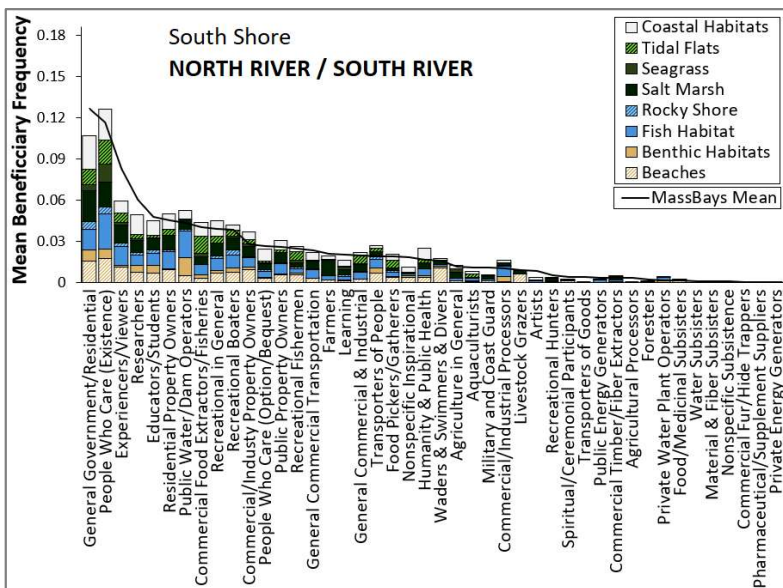 South Shore
NORTH RIVER / SOUTH RIVER
Mean Beneficciary Frequency
0.18
0.15
0.12
0.09
0.06
0.03
0
Coastal Habitats
Tidal Flats
Seagrass
Salt Marsh
Rocky Shore
Fish Habitat
Benthic Habitats
Beaches
MassBays Mean
General Government/Residential
People Who Care (Existence)
Experiencers/Viewers
Researchers
Educators/Students
Residential Property Owners
Public Water/Dam Operators
Commercial Food Extractors/Fisheries
Recreational in General
Recreational Boaters
Commercial/Industy Property Owners
People Who Care (Option/Bequest)
Public Property Owners
Recreational Fishermen
General Commercial Transportation
Farmers
Learning
General Commercial & Industrial
Transporters of People
Food Pickers/Gatherers
Nonspecific Inspirational
Humanity & Public Health
Waders & Swimmers & Divers
Agriculture in General
Aquaculturists
Military and Coast Guard
Commercial/Industrial Processors
Livestock Grazers
Artists
Recreational Hunters
Spiritual/Ceremonial Participants
Transporters of Goods
Public Energy Generators
Commercial Timber/Fiber Extractors
Agricultural Processors
Foresters
Private Water Plant Operators
Food/Medicinal Subsisters
Water Subsisters
Material & Fiber Subsisters
Nonspecific Subsistence
Commercial Fur/Hide Trappers
Pharmaceutical/Supplement Suppliers
Private Energy Generators